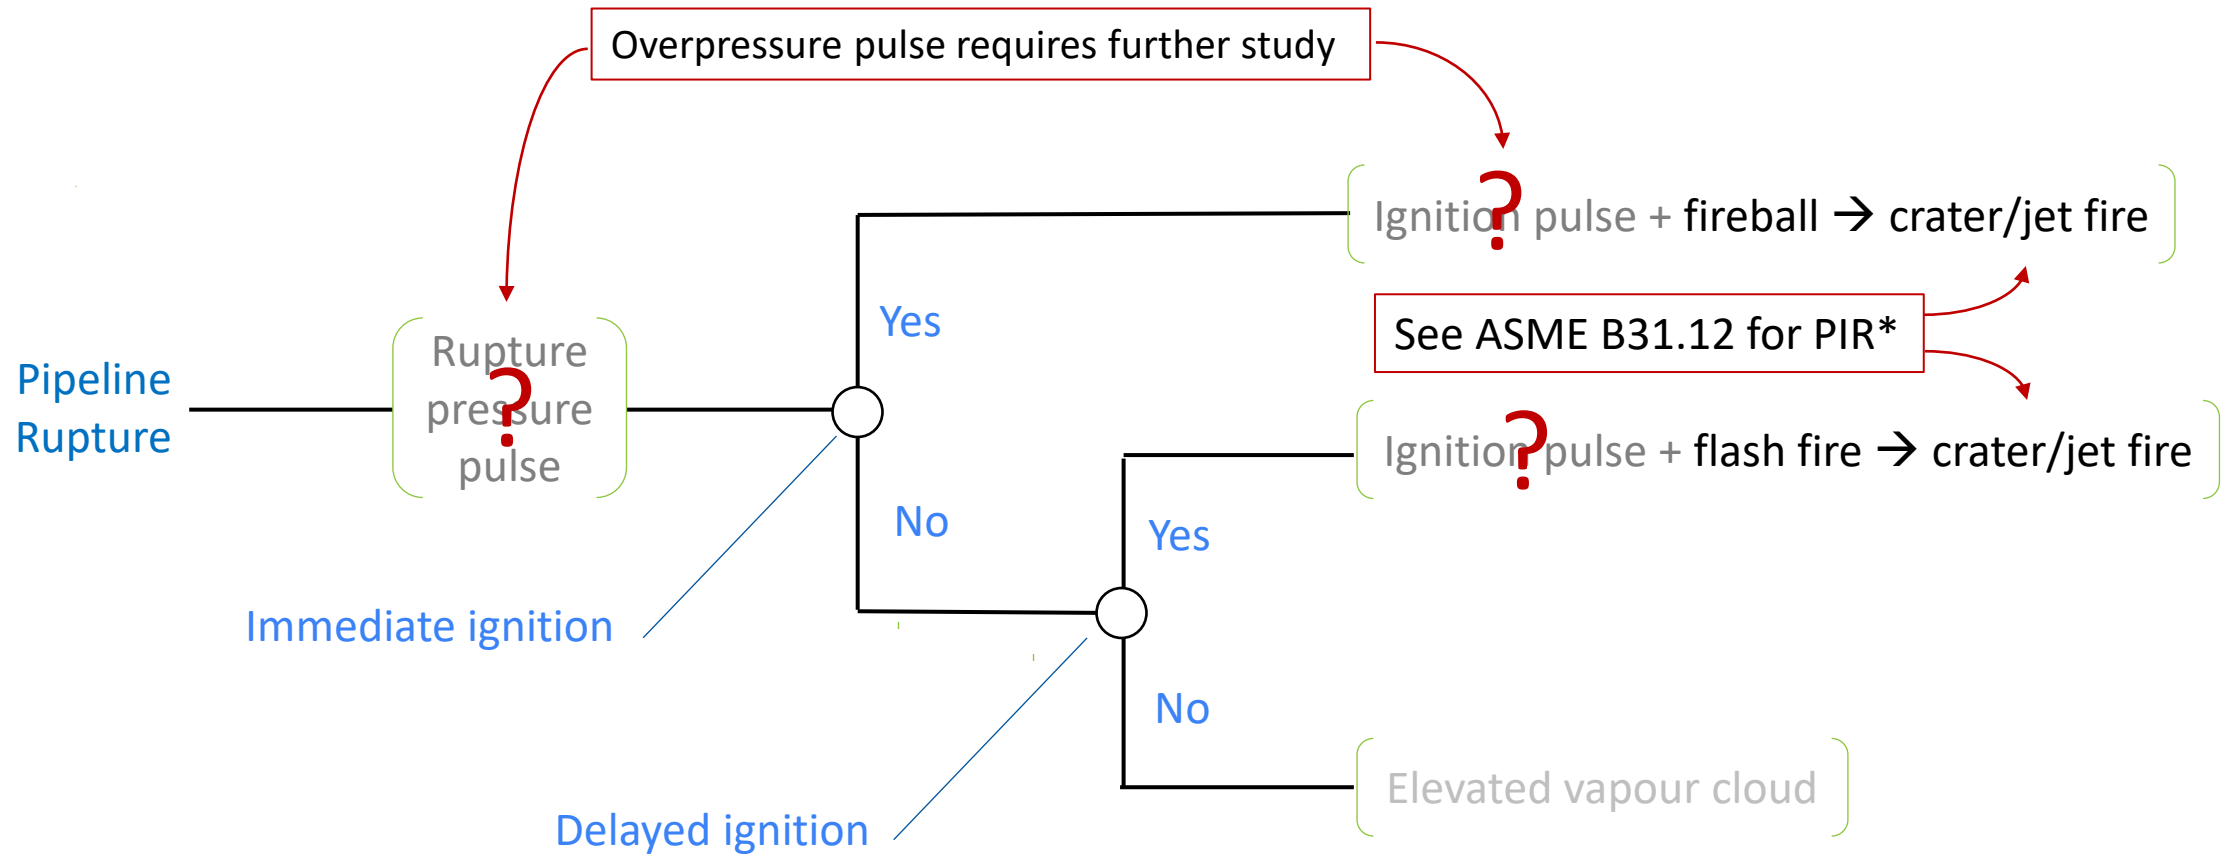 Overpressure pulse requires further study
?
Ignition pulse + fireball → crater/jet fire
Yes
See ASME B31.12 for PIR*
Rupture
pressure
pulse
?
Pipeline
Rupture
?
Ignition pulse + flash fire → crater/jet fire
No
Yes
Immediate ignition
No
Elevated vapour cloud
Delayed ignition